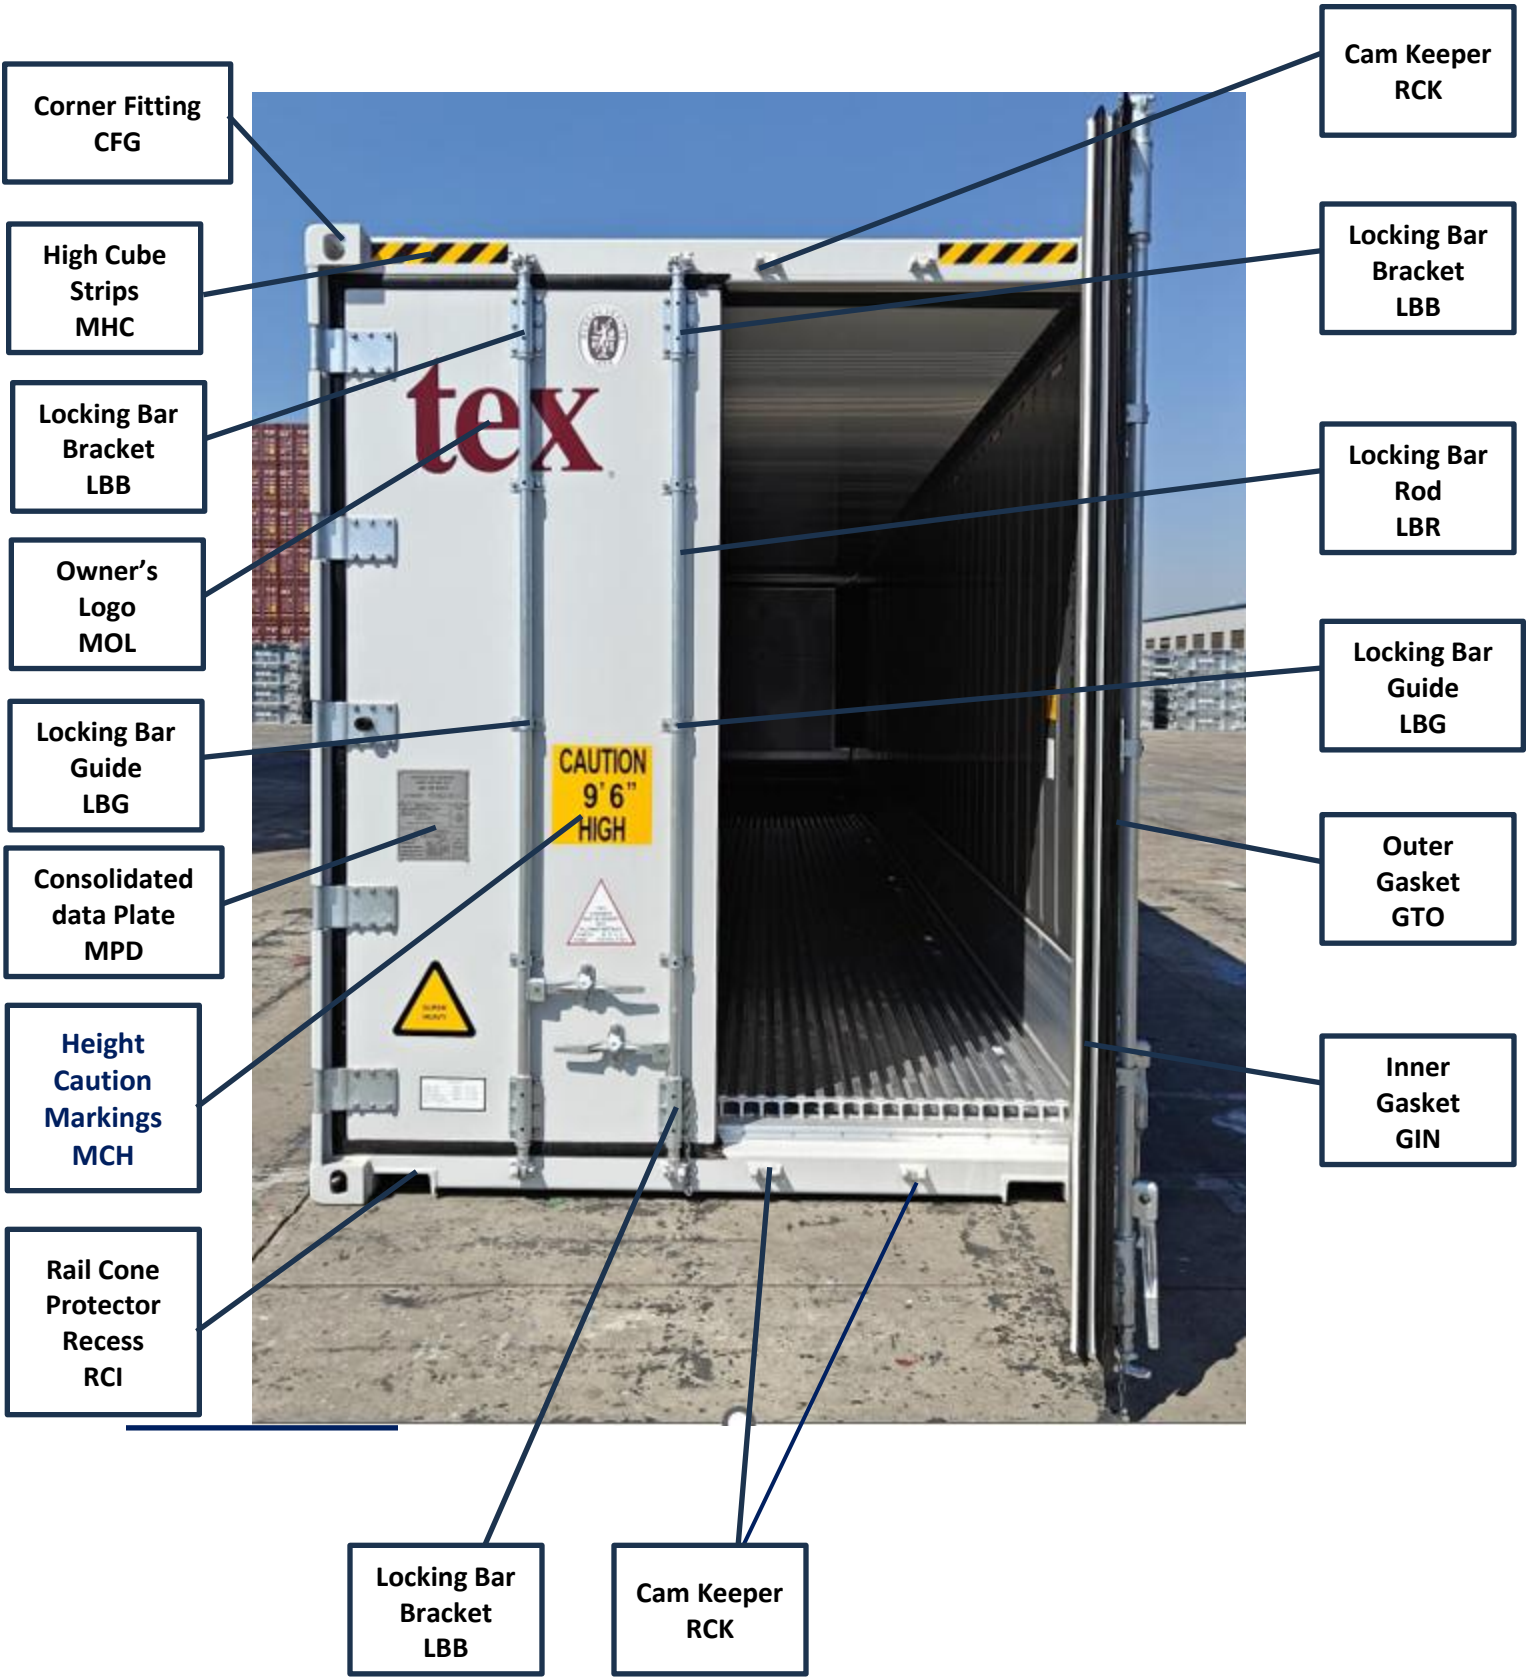 Cam Keeper
RCK
Corner Fitting
CFG
High Cube
Strips
MHC
Locking Bar
Bracket
LBB
Locking Bar
Bracket
LBB
tex
Locking Bar
Rod
LBR
Owner’s
Logo
MOL
Locking Bar
Guide
LBG
Locking Bar
Guide
LBG
CAUTION
9' 6"
HIGH
Consolidated
data Plate
MPD
Outer
Gasket
GTO
SUPER
HEAVY
Height
Caution
Markings
MCH
Inner
Gasket
GIN
Rail Cone
Protector
Recess
RCI
Locking Bar
Bracket
LBB
Cam Keeper
RCK